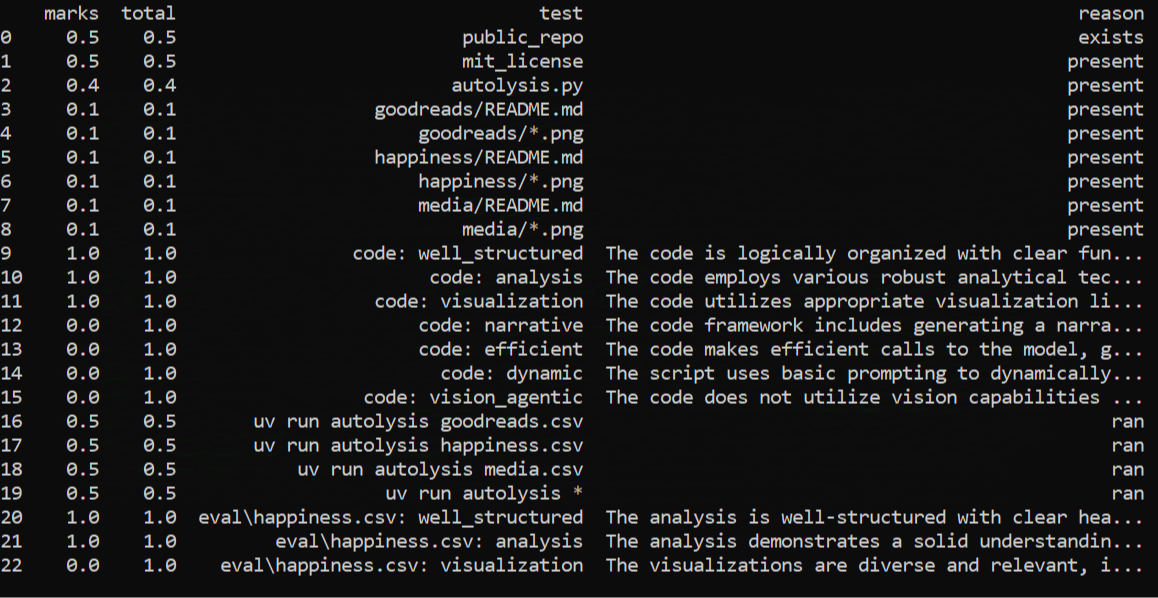 marks total test reason
0 0.5 0.5 public_repo exists
1 0.5 0.5 mit_license present
2 0.4 0.4 autolysis.py present
3 0.1 0.1 goodreads/README.md present
4 0.1 0.1 goodreads/*.png present
5 0.1 0.1 happiness/README.md present
6 0.1 0.1 happiness/*.png present
7 0.1 0.1 media/README.md present
8 0.1 0.1 media/*.png present
9 1.0 1.0 code: well_structured The code is logically organized with clear fun...
10 1.0 1.0 code: analysis The code employs various robust analytical tec...
11 1.0 1.0 code: visualization The code utilizes appropriate visualization li...
12 0.0 1.0 code: narrative The code framework includes generating a narra...
13 0.0 1.0 code: efficient The code makes efficient calls to the model, g...
14 0.0 1.0 code: dynamic The script uses basic prompting to dynamically...
15 0.0 1.0 code: vision_agentic The code does not utilize vision capabilities ...
16 0.5 0.5 uv run autolysis goodreads.csv ran
17 0.5 0.5 uv run autolysis happiness.csv ran
18 0.5 0.5 uv run autolysis media.csv ran
19 0.5 0.5 uv run autolysis * ran
20 1.0 1.0 eval\happiness.csv: well_structured The analysis is well-structured with clear hea...
21 1.0 1.0 eval\happiness.csv: analysis The analysis demonstrates a solid understandin...
22 0.0 1.0 eval\happiness.csv: visualization The visualizations are diverse and relevant, i...